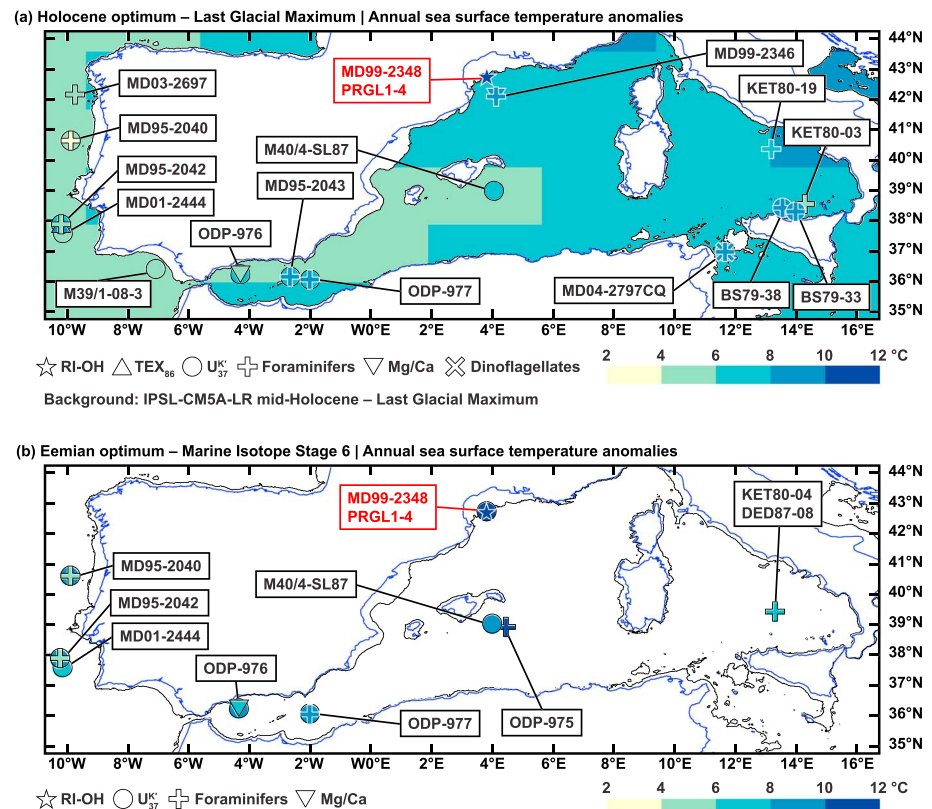 (a) Holocene optimum – Last Glacial Maximum | Annual sea surface temperature anomalies
44°N
43°N
42°N
41°N
40°N
39°N
38°N
37°N
36°N
35°N
MD03-2697
MD95-2040
MD95-2042
MD01-2444
M39/1-08-3
ODP-976
MD95-2043
M40/4-SL87
MD99-2348
PRGL1-4
MD99-2346
KET80-19
KET80-03
ODP-977
MD04-2797CQ
BS79-38
BS79-33
10°W 8°W 6°W 4°W 2°W W0°E 2°E 4°E 6°E 8°E 10°E 12°E 14°E 16°E
RI-OH TEX86 UK'37 Foraminifers Mg/Ca Dinoflagellates
2 4 6 8 10 12 °C
Background: IPSL-CM5A-LR mid-Holocene – Last Glacial Maximum
(b) Eemian optimum – Marine Isotope Stage 6 | Annual sea surface temperature anomalies
44°N
43°N
42°N
41°N
40°N
39°N
38°N
37°N
36°N
35°N
MD99-2348
PRGL1-4
KET80-04
DED87-08
MD95-2040
MD95-2042
MD01-2444
M40/4-SL87
ODP-976
ODP-977
ODP-975
10°W 8°W 6°W 4°W 2°W W0°E 2°E 4°E 6°E 8°E 10°E 12°E 14°E 16°E
RI-OH UK'37 Foraminifers Mg/Ca
2 4 6 8 10 12 °C